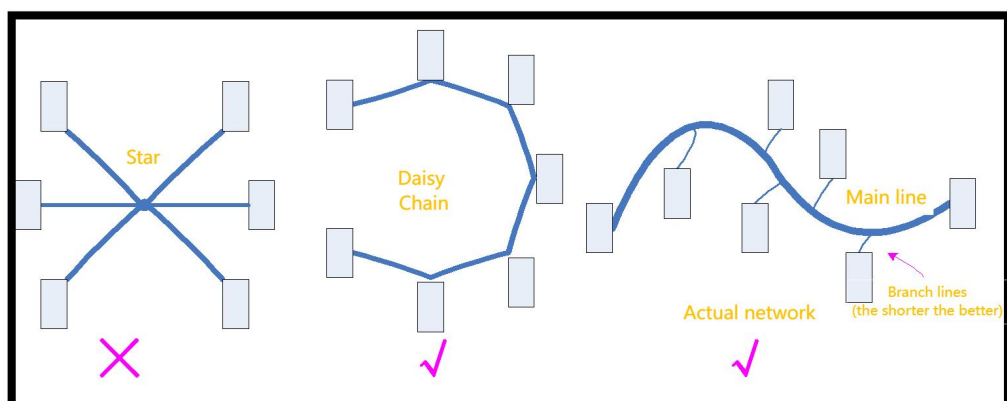 Star
Daisy
Chain
Main line
Branch lines
(the shorter the better)
Actual network